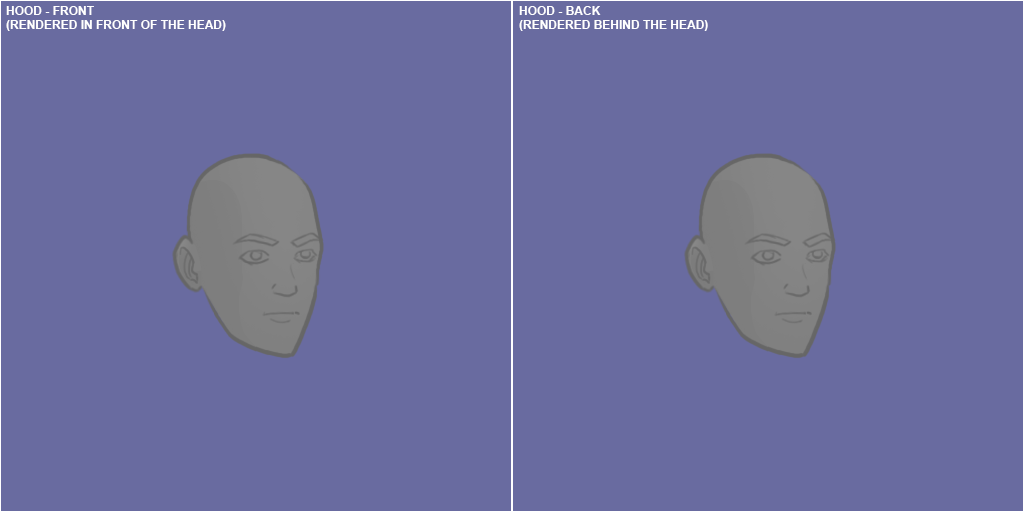 HOOD - FRONT
(RENDERED IN FRONT OF THE HEAD)
HOOD - BACK
(RENDERED BEHIND THE HEAD)